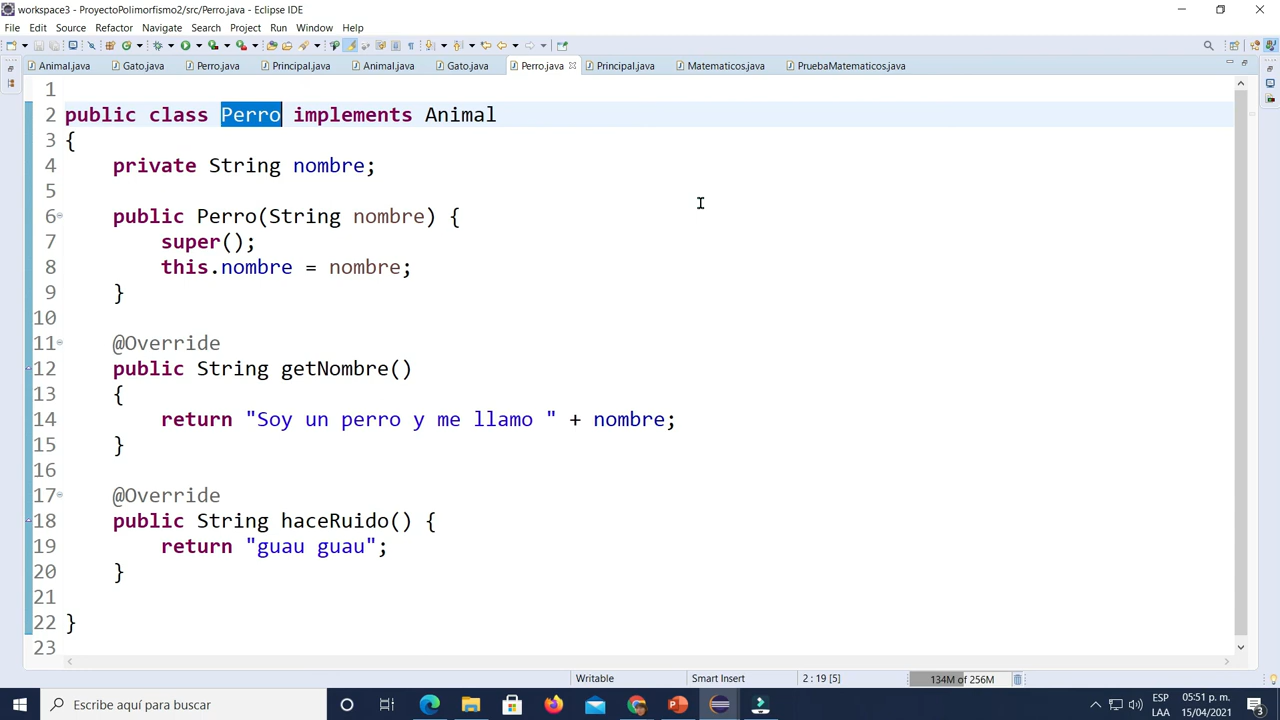 workspace3 - ProyectoPolimorfismo2/src/Perro.java - Eclipse IDE
File Edit Source Refactor Navigate Search Project Run Window Help
Animal.java Gato.java Perro.java Principal.java Animal.java Gato.java Perro.java Principal.java Matematicos.java PruebaMatematicos.java
1
2 public class Perro implements Animal
3 {
4 private String nombre;
5
6 public Perro(String nombre) {
7 super();
8 this.nombre = nombre;
9 }
10
11 @Override
12 public String getNombre()
13 {
14 return "Soy un perro y me llamo " + nombre;
15 }
16
17 @Override
18 public String haceRuido() {
19 return "guau guau";
20 }
21
22 }
23
Writable Smart Insert 2 : 19 [5] 134M of 256M
Escribe aquí para buscar
ESP 05:51 p. m.
LAA 15/04/2021
3